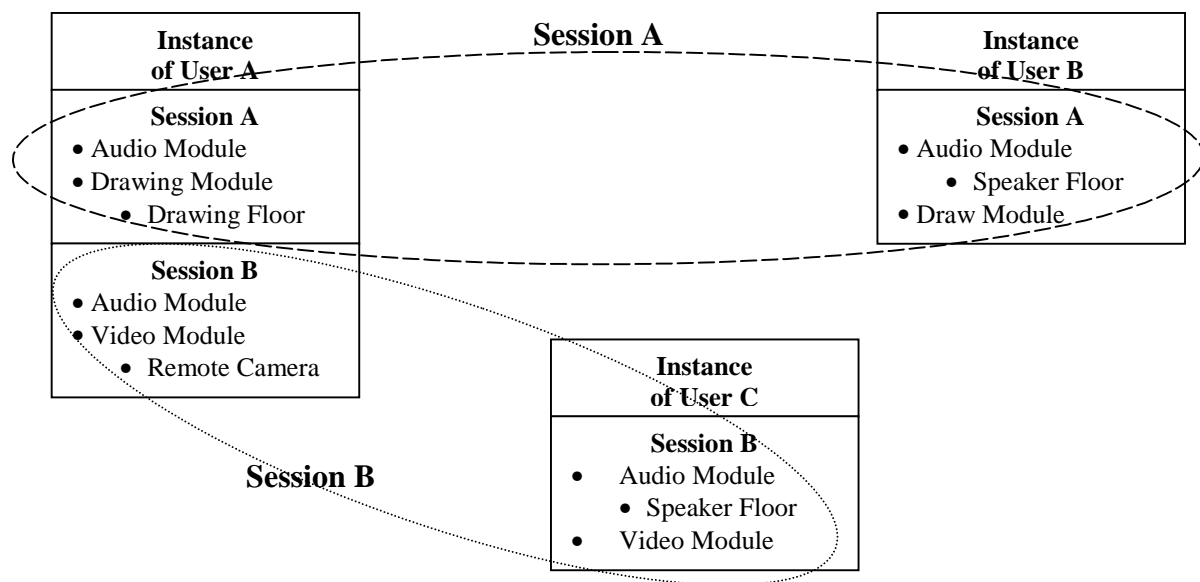 Session A
Instance
of User A
Session A
• Audio Module
• Drawing Module
• Drawing Floor
Session B
• Audio Module
• Video Module
• Remote Camera
Instance
of User B
Session A
• Audio Module
• Speaker Floor
• Draw Module
Session B
Instance
of User C
Session B
• Audio Module
• Speaker Floor
• Video Module